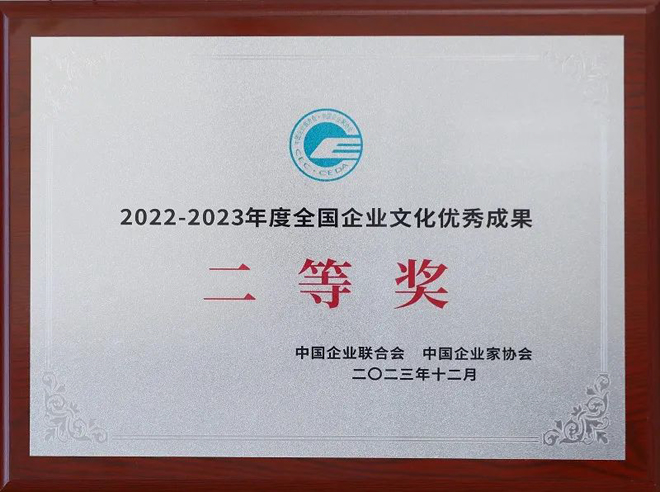 CEC·CEDA
2022-2023年度全国企业文化优秀成果
二等奖
中国企业联合会 中国企业家协会
二〇二三年十二月